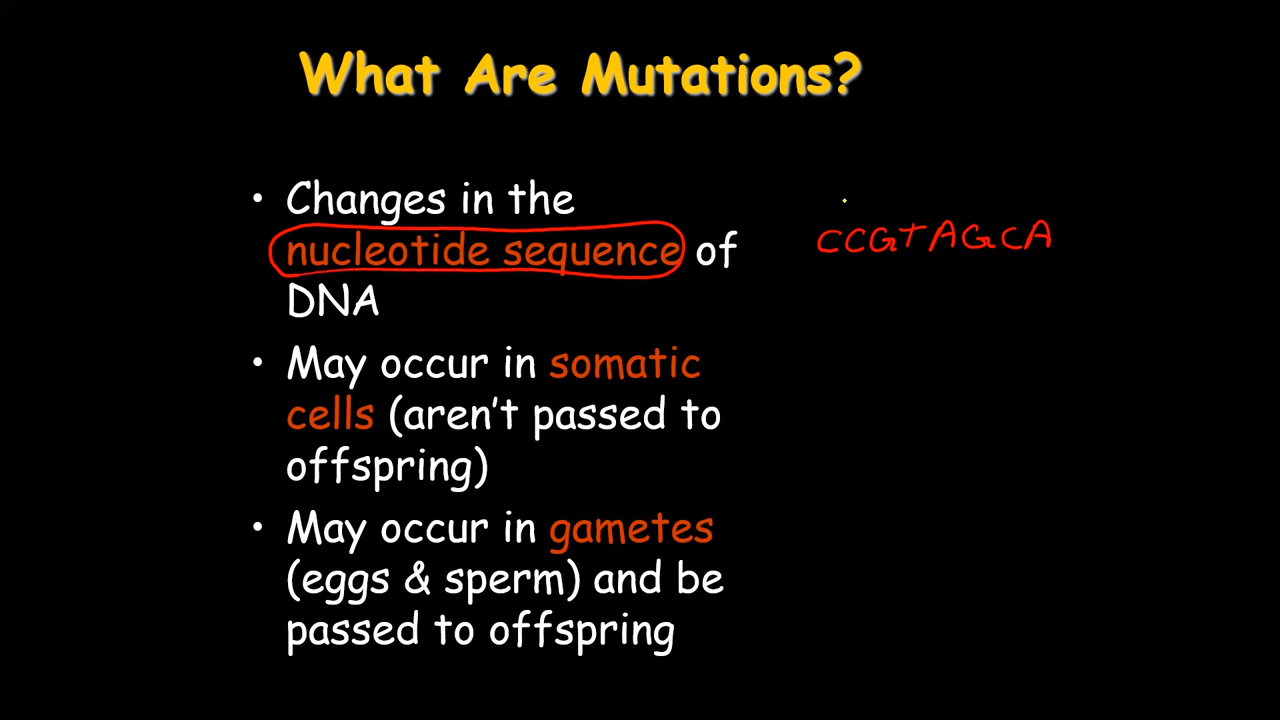 What Are Mutations?
• Changes in the
nucleotide sequence of
DNA
CCGTAGCA
• May occur in somatic
cells (aren't passed to
offspring)
• May occur in gametes
(eggs & sperm) and be
passed to offspring